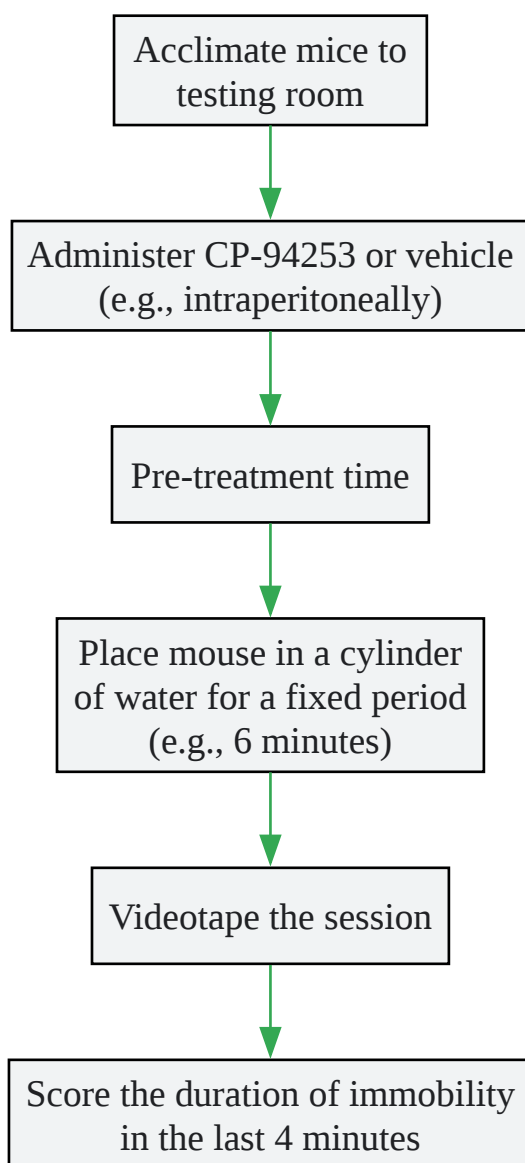 Acclimate mice to
testing room
Administer CP-94253 or vehicle
(e.g., intraperitoneally)
Pre-treatment time
Place mouse in a cylinder
of water for a fixed period
(e.g., 6 minutes)
Videotape the session
Score the duration of immobility
in the last 4 minutes